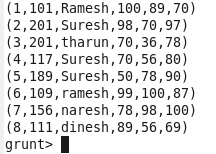 (1,101,Ramesh,100,89,70)
(2,201,Suresh,98,70,97)
(3,201,tharun,70,36,78)
(4,117,Suresh,70,56,80)
(5,189,Suresh,50,78,90)
(6,109,ramesh,99,100,87)
(7,156,naresh,78,98,100)
(8,111,dinesh,89,56,69)
grunt>